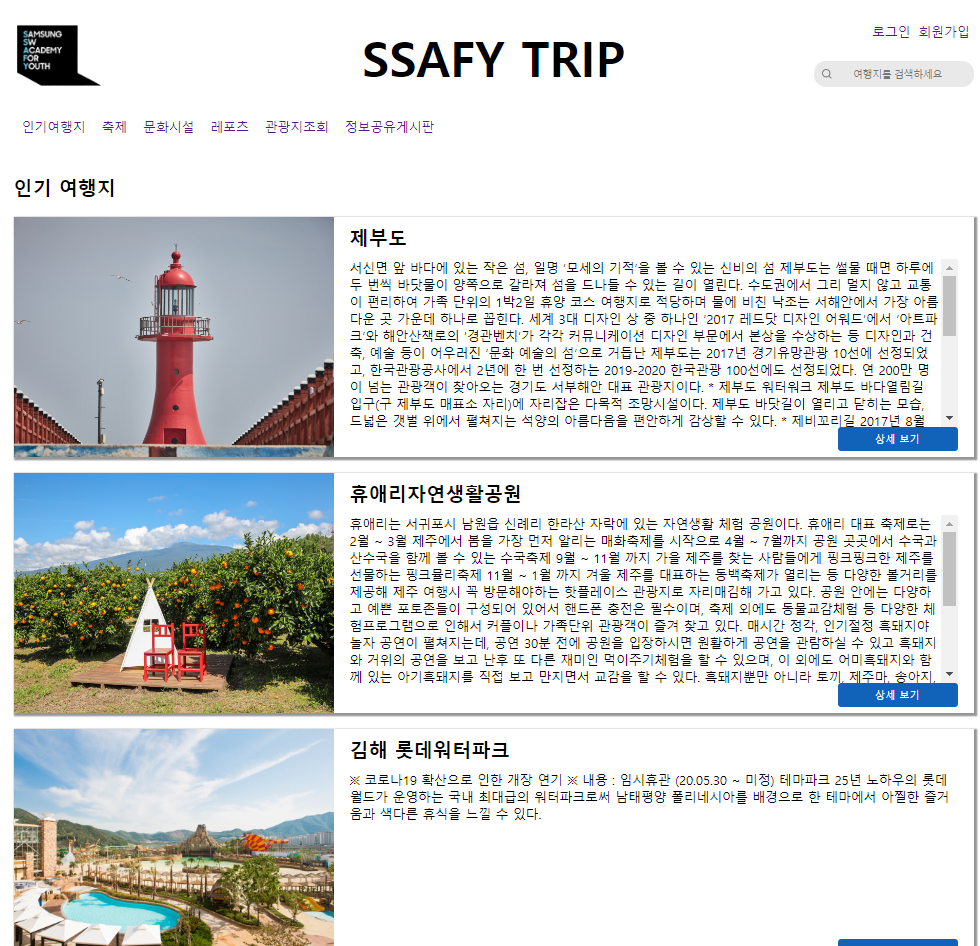 SAMSUNG
SW
ACADEMY
FOR
YOUTH
SSAFY TRIP
로그인 회원가입
여행지를 검색하세요
인기여행지 축제 문화시설 레포츠 관광지조회 정보공유게시판
인기 여행지
제부도
서신면 앞 바다에 있는 작은 섬, 일명 '모세의 기적'을 볼 수 있는 신비의 섬 제부도는 썰물 때면 하루에
두 번씩 바닷물이 양쪽으로 갈라져 섬을 드나들 수 있는 길이 열린다. 수도권에서 그리 멀지 않고 교통
이 편리하여 가족 단위의 1박2일 휴양 코스 여행지로 적당하며 물에 비친 낙조는 서해안에서 가장 아름
다운 곳 가운데 하나로 꼽힌다. 세계 3대 디자인 상 중 하나인 '2017 레드닷 디자인 어워드'에서 '아트파
크'와 해안산책로의 '경관벤치'가 각각 커뮤니케이션 디자인 부문에서 본상을 수상하는 등 디자인과 건
축, 예술 등이 어우러진 '문화 예술의 섬'으로 거듭난 제부도는 2017년 경기유망관광 10선에 선정되었
고, 한국관광공사에서 2년에 한 번 선정하는 2019-2020 한국관광 100선에도 선정되었다. 연 200만 명
이 넘는 관광객이 찾아오는 경기도 서부해안 대표 관광지이다. * 제부도 워터워크 제부도 바다열림길
입구(구 제부도 매표소 자리)에 자리잡은 다목적 조망시설이다. 제부도 바닷길이 열리고 닫히는 모습,
드넓은 갯벌 위에서 펼쳐지는 석양의 아름다움을 편안하게 감상할 수 있다. * 제비꼬리길 2017년 8월
상세 보기
휴애리자연생활공원
휴애리는 서귀포시 남원읍 신례리 한라산 자락에 있는 자연생활 체험 공원이다. 휴애리 대표 축제로는
2월 ~ 3월 제주에서 봄을 가장 먼저 알리는 매화축제를 시작으로 4월 ~ 7월까지 공원 곳곳에서 수국과
산수국을 함께 볼 수 있는 수국축제 9월 ~ 11월 까지 가을 제주를 찾는 사람들에게 핑크핑크한 제주를
선물하는 핑크뮬리축제 11월 ~ 1월 까지 겨울 제주를 대표하는 동백축제가 열리는 등 다양한 볼거리를
제공해 제주 여행시 꼭 방문해야하는 핫플레이스 관광지로 자리매김해 가고 있다. 공원 안에는 다양하
고 예쁜 포토존들이 구성되어 있어서 핸드폰 충전은 필수이며, 축제 외에도 동물교감체험 등 다양한 체
험프로그램으로 인해서 커플이나 가족단위 관광객이 즐겨 찾고 있다. 매시간 정각, 인기절정 흑돼지야
놀자 공연이 펼쳐지는데, 공연 30분 전에 공원을 입장하시면 원활하게 공연을 관람하실 수 있고 흑돼지
와 거위의 공연을 보고 난후 또 다른 재미인 먹이주기체험을 할 수 있으며, 이 외에도 어미흑돼지와 함
께 있는 아기흑돼지를 직접 보고 만지면서 교감을 할 수 있다. 흑돼지뿐만 아니라 토끼, 제주마, 송아지,
상세 보기
김해 롯데워터파크
※ 코로나19 확산으로 인한 개장 연기 ※ 내용 : 임시휴관 (20.05.30 ~ 미정) 테마파크 25년 노하우의 롯데
월드가 운영하는 국내 최대급의 워터파크로써 남태평양 폴리네시아를 배경으로 한 테마에서 아찔한 즐거
움과 색다른 휴식을 느낄 수 있다.